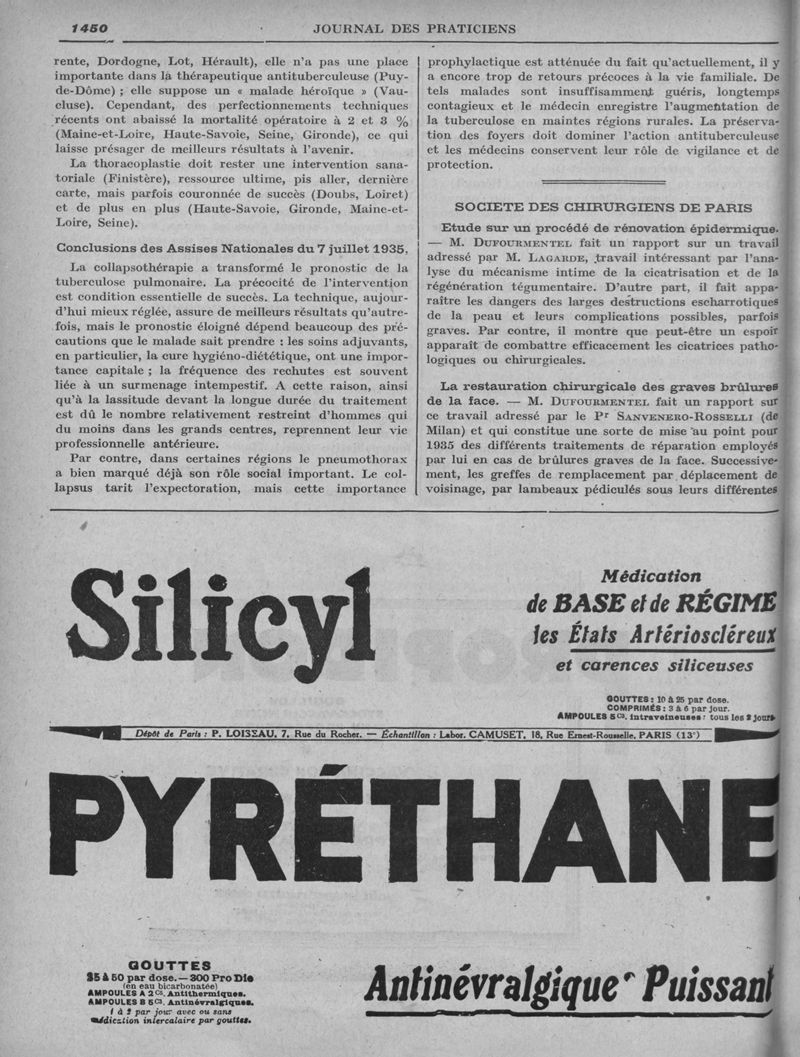 1450
JOURNAL DES PRATICIENS
rente, Dordogne, Lot, Hérault), elle n'a pas une place
importante dans la thérapeutique antituberculeuse (Puy-
de-Dôme) ; elle suppose un « malade héroïque » (Vau-
cluse). Cependant, des perfectionnements techniques
récents ont abaissé la mortalité opératoire à 2 et 3 %
(Maine-et-Loire, Haute-Savoie, Seine, Gironde), ce qui
laisse présager de meilleurs résultats à l'avenir.
La thoracoplastie doit rester une intervention sana-
toriale (Finistère), ressource ultime, pis aller, dernière
carte, mais parfois couronnée de succès (Doubs, Loiret)
et de plus en plus (Haute-Savoie, Gironde, Maine-et-
Loire, Seine).
Conclusions des Assises Nationales du 7 juillet 1935.
La collapsothérapie a transformé le pronostic de la
tuberculose pulmonaire. La précocité de l'intervention
est condition essentielle de succès. La technique, aujour-
d'hui mieux réglée, assure de meilleurs résultats qu'autre-
fois, mais le pronostic éloigné dépend beaucoup des pré-
cautions que le malade sait prendre : les soins adjuvants,
en particulier, la cure hygiéno-diététique, ont une impor-
tance capitale ; la fréquence des rechutes est souvent
liée à un surmenage intempestif. A cette raison, ainsi
qu'à la lassitude devant la longue durée du traitement
est dû le nombre relativement restreint d'hommes qui
du moins dans les grands centres, reprennent leur vie
professionnelle antérieure.
Par contre, dans certaines régions le pneumothorax
a bien marqué déjà son rôle social important. Le col-
lapsus tarit l'expectoration, mais cette importance
prophylactique est atténuée du fait qu'actuellement, il y
a encore trop de retours précoces à la vie familiale. De
tels malades sont insuffisamment guéris, longtemps
contagieux et le médecin enregistre l'augmentation de
la tuberculose en maintes régions rurales. La préserva-
tion des foyers doit dominer l'action antituberculeuse
et les médecins conservent leur rôle de vigilance et de
protection.
SOCIETE DES CHIRURGIENS DE PARIS
Etude sur un procédé de rénovation épidermique.
— M. DUFOURMENTEL fait un rapport sur un travail
adressé par M. LAGARDE, travail intéressant par l'ana-
lyse du mécanisme intime de la cicatrisation et de la
régénération tégumentaire. D'autre part, il fait appa-
raître les dangers des larges destructions escharrotiques
de la peau et leurs complications possibles, parfois
graves. Par contre, il montre que peut-être un espoir
apparaît de combattre efficacement les cicatrices patho-
logiques ou chirurgicales.
La restauration chirurgicale des graves brûlures
de la face. — M. DUFOURMENTEL fait un rapport sur
ce travail adressé par le Pr SANVENERO-ROSSELLI (de
Milan) et qui constitue une sorte de mise au point pour
1935 des différents traitements de réparation employés
par lui en cas de brûlures graves de la face. Successive-
ment, les greffes de remplacement par déplacement de
voisinage, par lambeaux pédiculés sous leurs différentes
Silicyl
Médication
de BASE et de RÉGIME
les États Artérioscléreux
et carences siliceuses
GOUTTES : 10 à 25 par dose.
COMPRIMÉS : 3 à 6 par jour.
AMPOULES 5 cs. intraveineuses : tous les 2 jours
Dépôt de Paris : P. LOISEAU, 7, Rue du Rocher. — Échantillon : Labor. CAMUSET, 18, Rue Ernest-Rousselle, PARIS (13e)
PYRÉTHANE
GOUTTES
25 à 50 par dose. — 300 Pro Die
(en eau bicarbonatée)
AMPOULES A 2 cs. Antithermiques.
AMPOULES B 5 cs. Antinévralgiques.
1 à 2 par jour avec ou sans
médication intercalaire par gouttes.
Antinévralgique Puissant